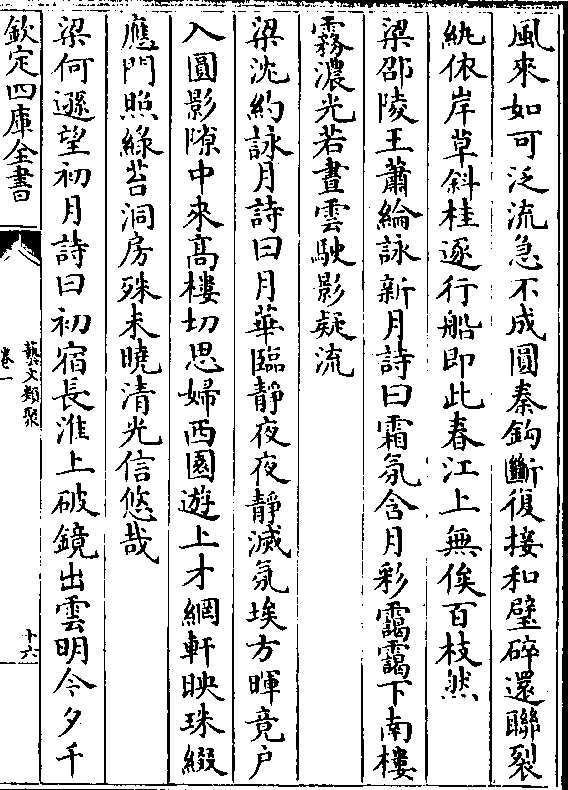 風來如可泛流急不成圓秦鈎斷復接和璧碎還聯裂
紈依岸草斜桂逐行船即此春江上無俟百枝然
梁邵陵王蕭綸詠新月詩曰霜氛含月彩靄靄下南樓
霧濃光若晝雲駛影疑流
梁沈約詠月詩曰月華臨靜夜夜靜滅氛埃方暉竟户
入圓影隙中來髙樓切思婦西園遊上才網軒映珠綴
應門照綠苔洞房殊未曉清光信悠哉
梁何遜望初月詩曰初宿長淮上破鏡出雲明今夕千
欽定四庫全書
藝文類聚
卷一
十六